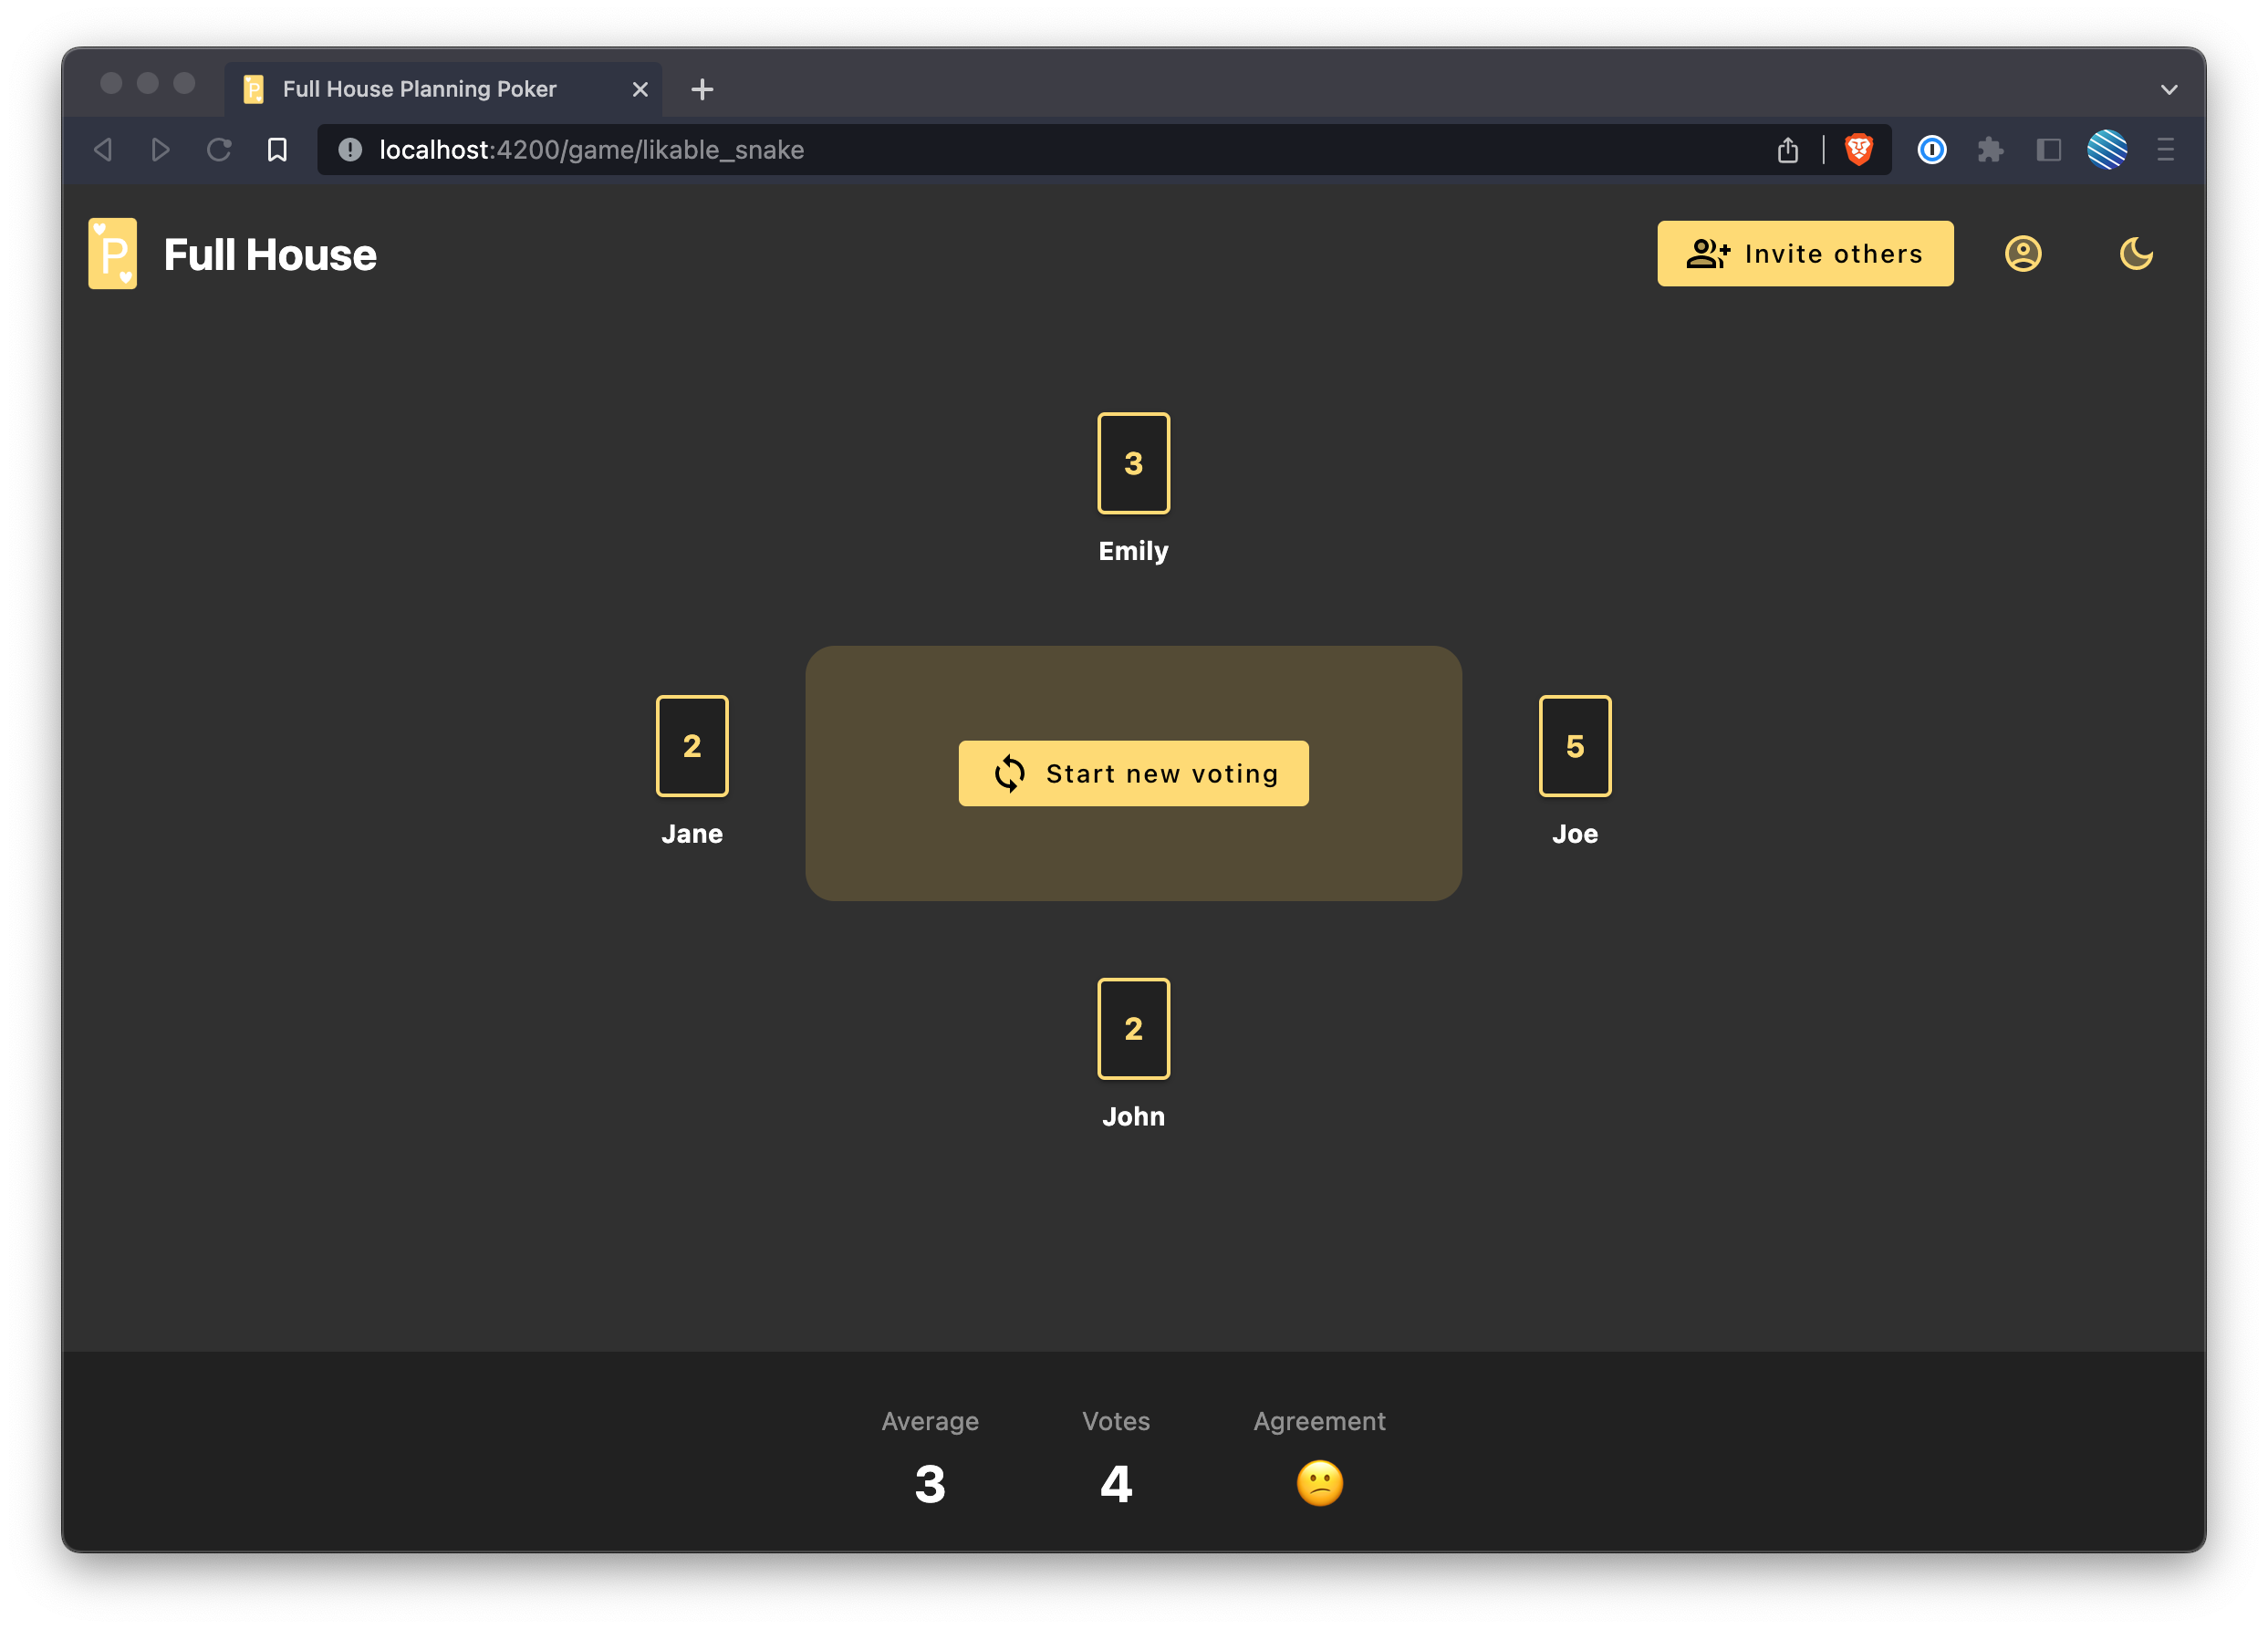 Full House Planning Poker
localhost:4200/game/likable_snake
P
Full House
Invite others
3
Emily
2
Jane
Start new voting
5
Joe
2
John
Average
Votes
Agreement
3
4